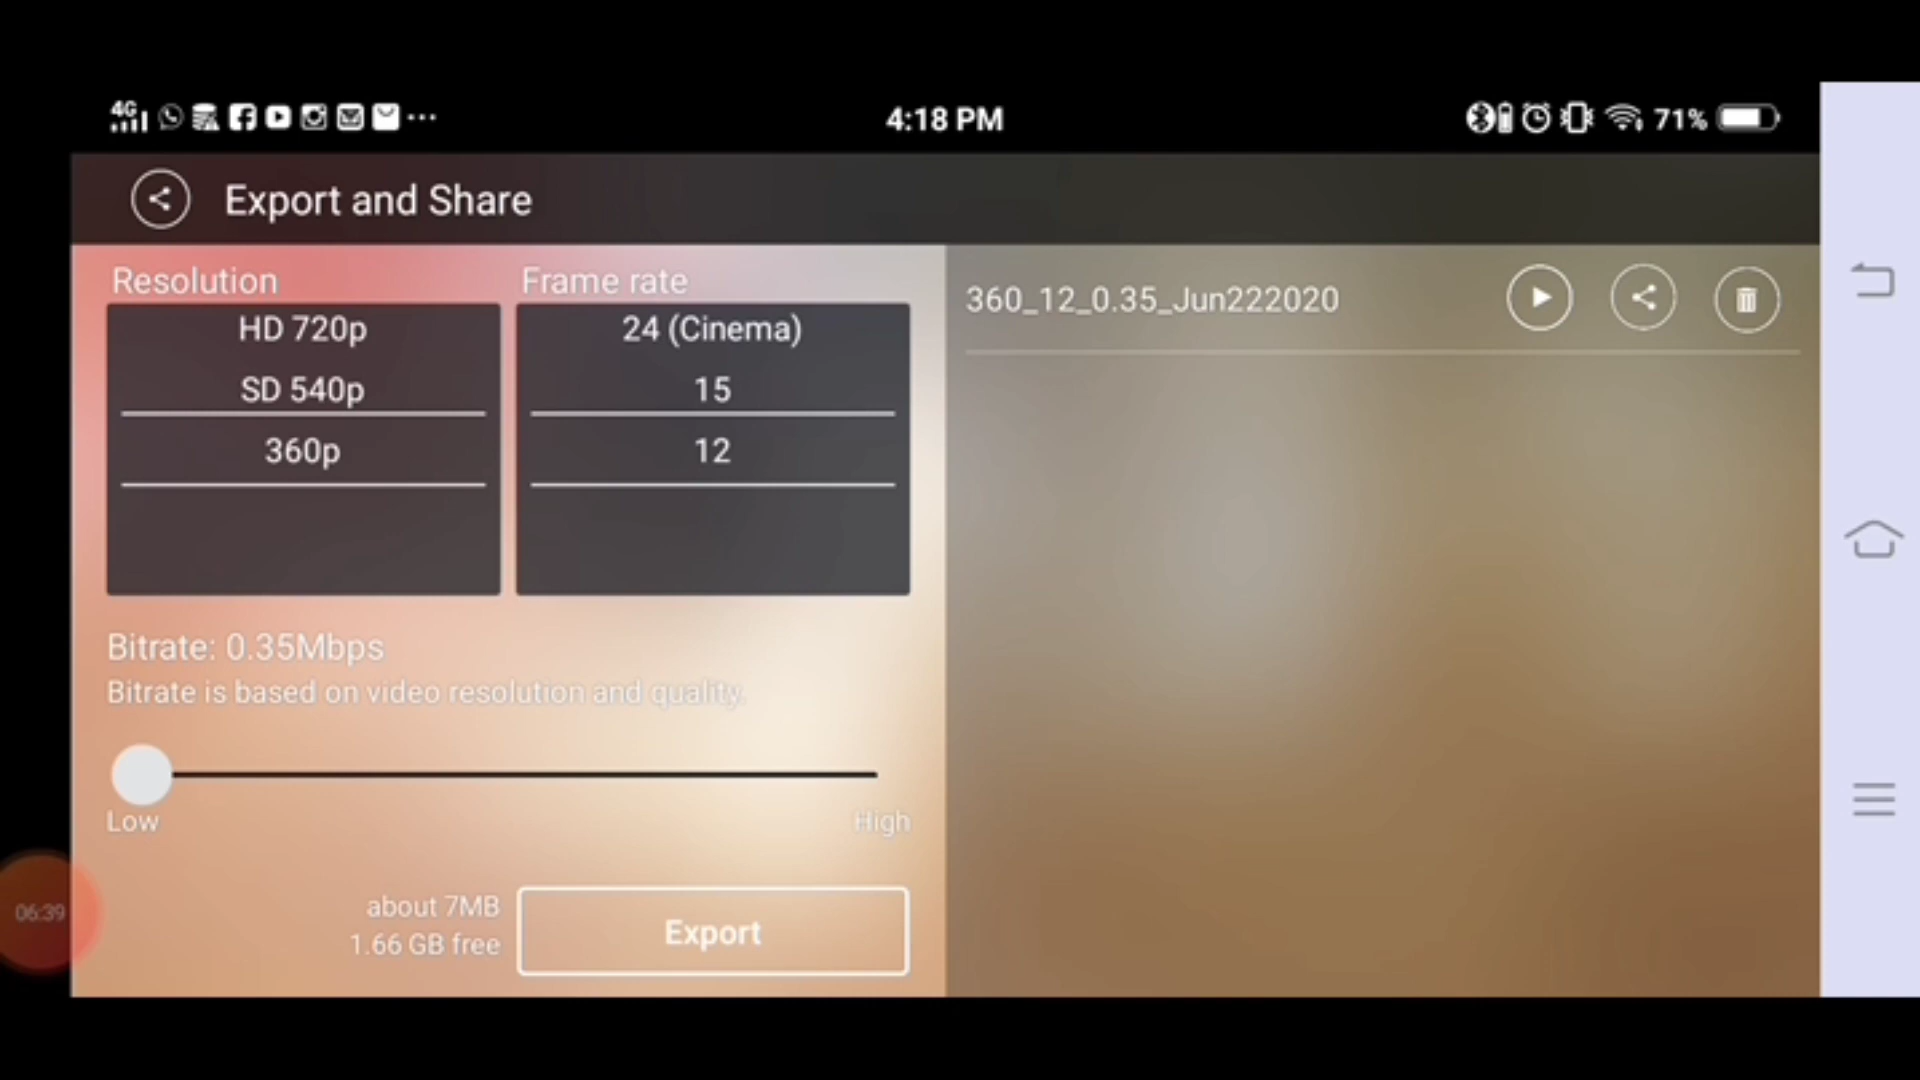 4G 4:18 PM 71%
Export and Share
Resolution
Frame rate
HD 720p
SD 540p
360p
24 (Cinema)
15
12
Bitrate: 0.35Mbps
Bitrate is based on video resolution and quality.
Low
High
06:39
about 7MB
1.66 GB free
Export
360_12_0.35_Jun222020